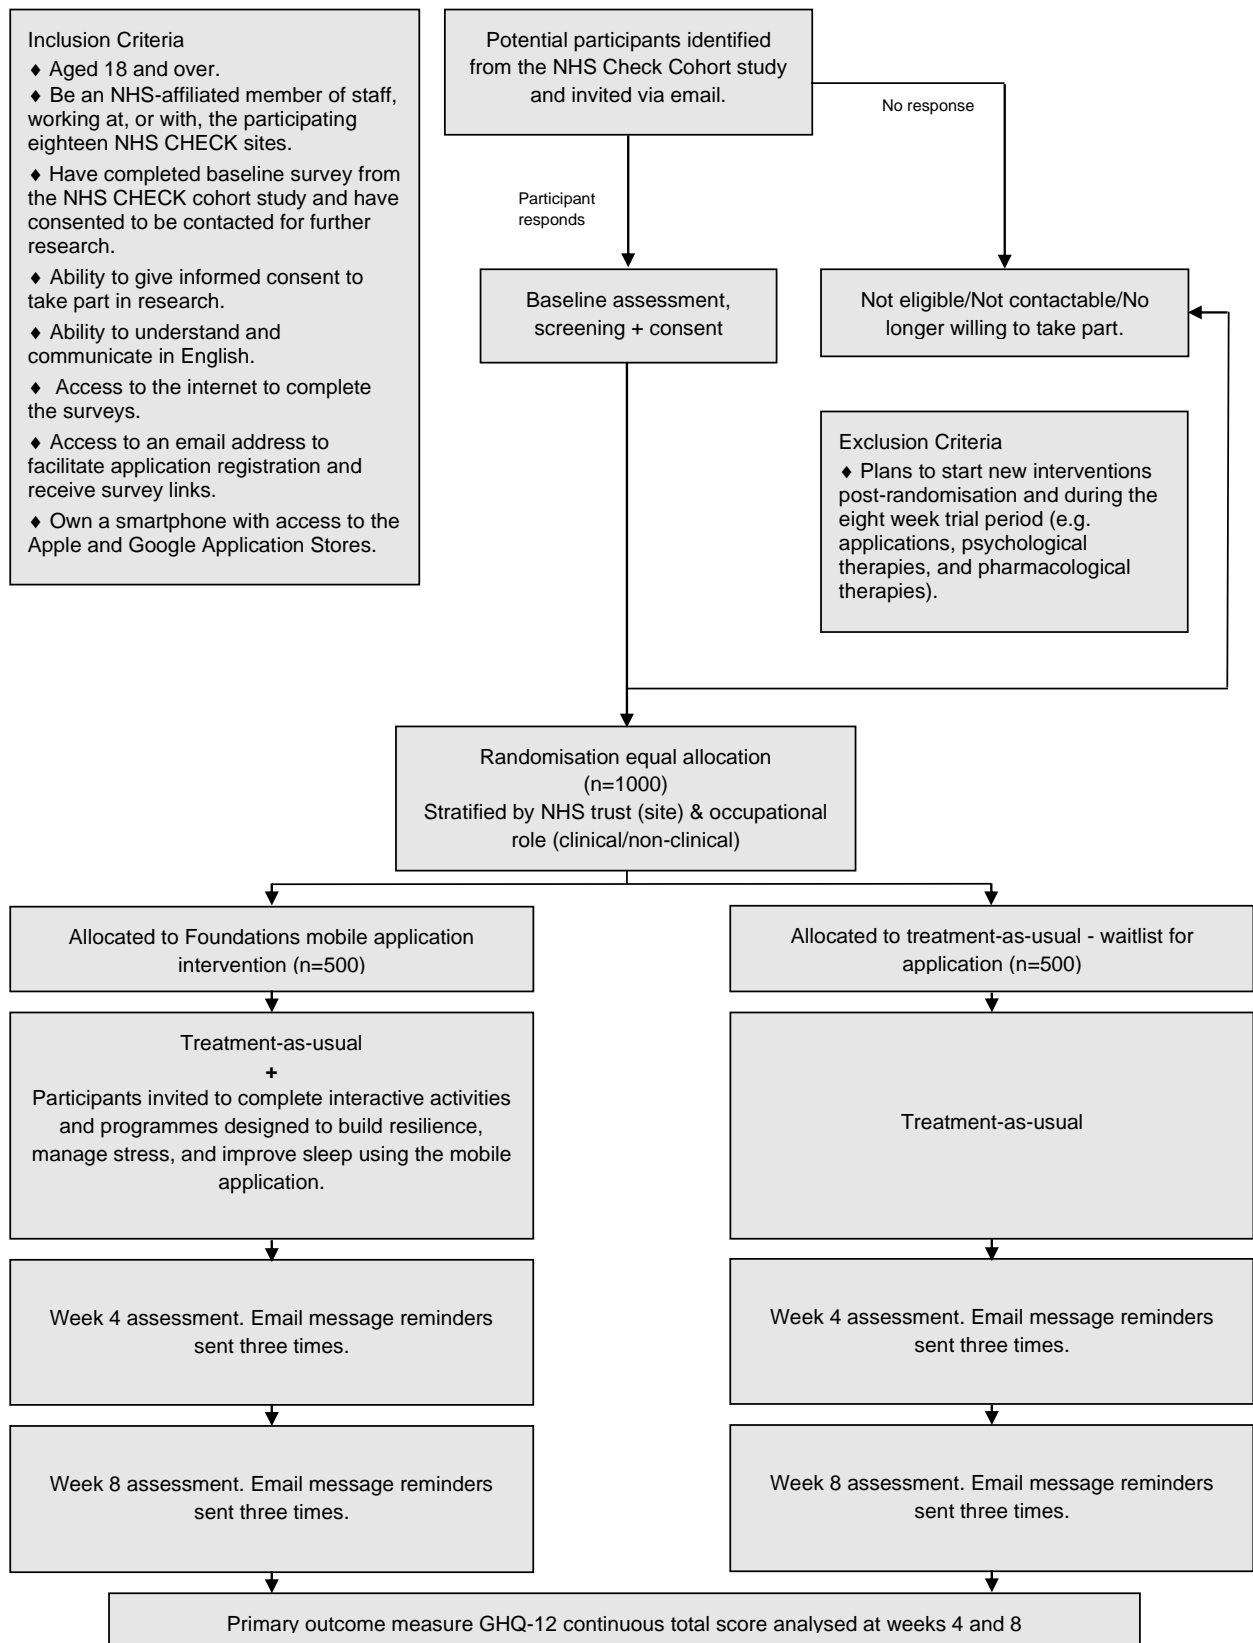 Inclusion Criteria
♦ Aged 18 and over.
♦ Be an NHS-affiliated member of staff,
working at, or with, the participating
eighteen NHS CHECK sites.
♦ Have completed baseline survey from
the NHS CHECK cohort study and have
consented to be contacted for further
research.
♦ Ability to give informed consent to
take part in research.
♦ Ability to understand and
communicate in English.
♦ Access to the internet to complete
the surveys.
♦ Access to an email address to
facilitate application registration and
receive survey links.
♦ Own a smartphone with access to the
Apple and Google Application Stores.
Potential participants identified
from the NHS Check Cohort study
and invited via email.
No response
Participant
responds
Baseline assessment,
screening + consent
Not eligible/Not contactable/No
longer willing to take part.
Exclusion Criteria
♦ Plans to start new interventions
post-randomisation and during the
eight week trial period (e.g.
applications, psychological
therapies, and pharmacological
therapies).
Randomisation equal allocation
(n=1000)
Stratified by NHS trust (site) & occupational
role (clinical/non-clinical)
Allocated to Foundations mobile application
intervention (n=500)
Allocated to treatment-as-usual - waitlist for
application (n=500)
Treatment-as-usual
+
Participants invited to complete interactive activities
and programmes designed to build resilience,
manage stress, and improve sleep using the mobile
application.
Treatment-as-usual
Week 4 assessment. Email message reminders
sent three times.
Week 4 assessment. Email message reminders
sent three times.
Week 8 assessment. Email message reminders
sent three times.
Week 8 assessment. Email message reminders
sent three times.
Primary outcome measure GHQ-12 continuous total score analysed at weeks 4 and 8